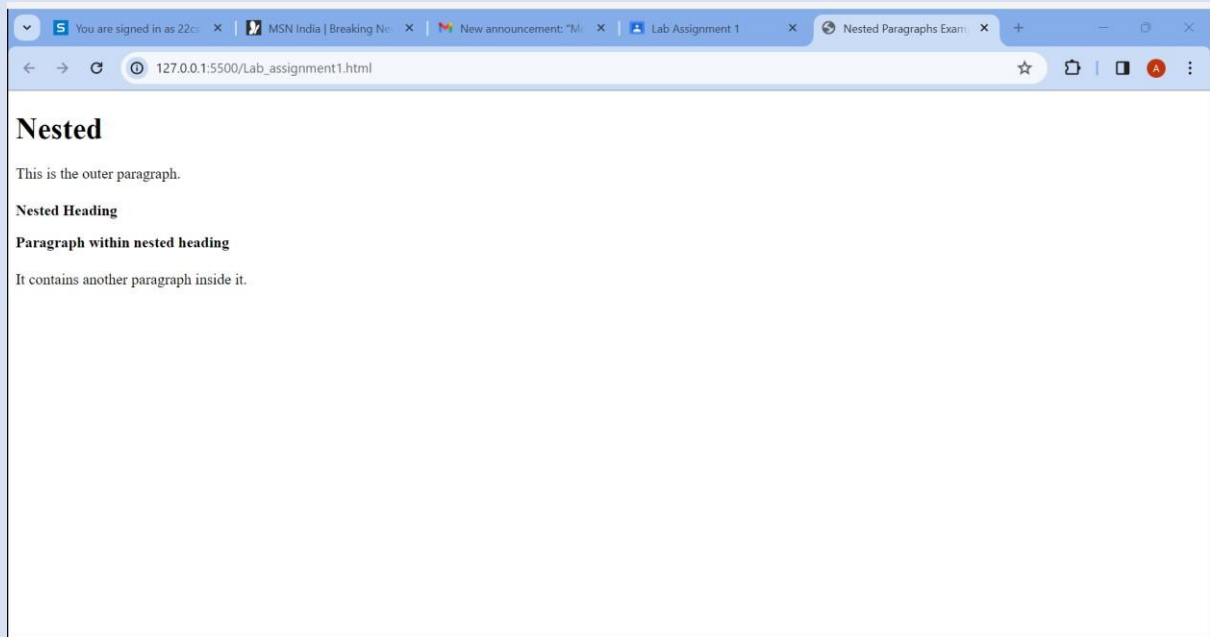 You are signed in as 22cs
MSN India | Breaking Ne
New announcement: "M
Lab Assignment 1
Nested Paragraphs Exam
127.0.0.1:5500/Lab_assignment1.html
A
Nested
This is the outer paragraph.
Nested Heading
Paragraph within nested heading
It contains another paragraph inside it.